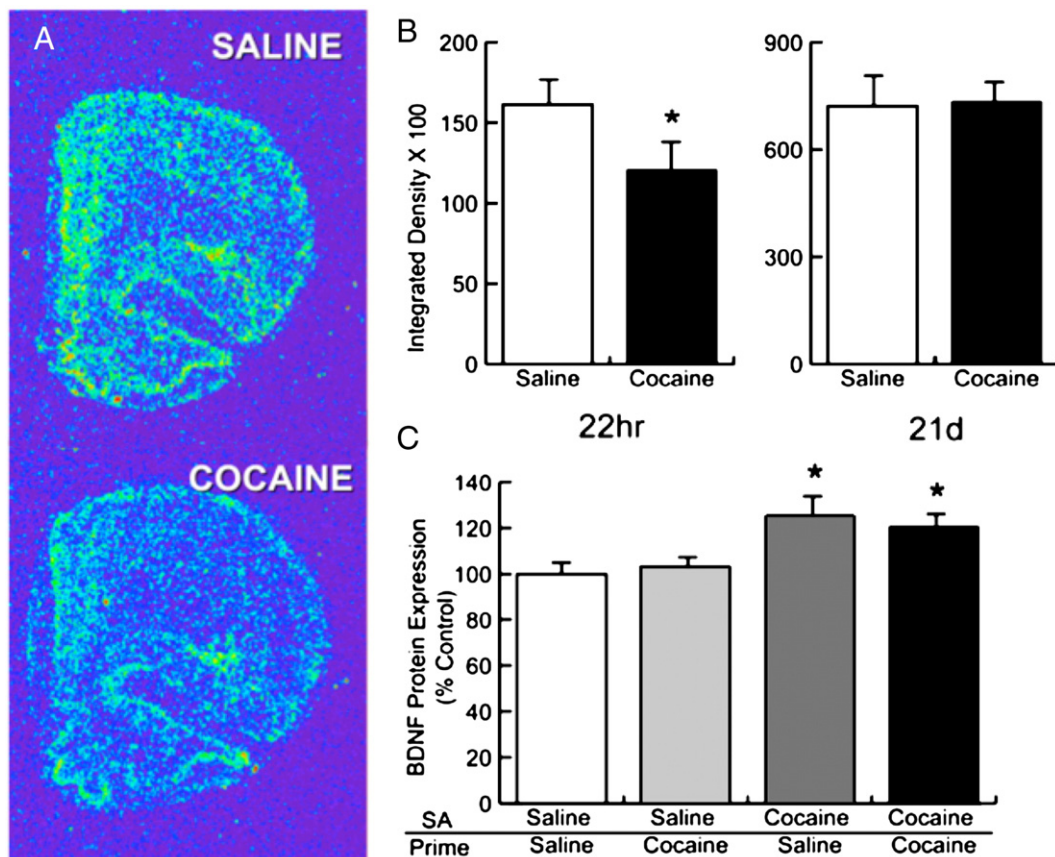 A
SALINE
COCAINE
B
Integrated Density X 100
200
150
100
50
0
Saline Cocaine
22hr
900
600
300
0
Saline Cocaine
21d
C
BDNF Protein Expression
(% Control)
140
120
100
80
60
40
20
0
* * *
SA Saline Saline Cocaine Cocaine
Prime Saline Cocaine Saline Cocaine